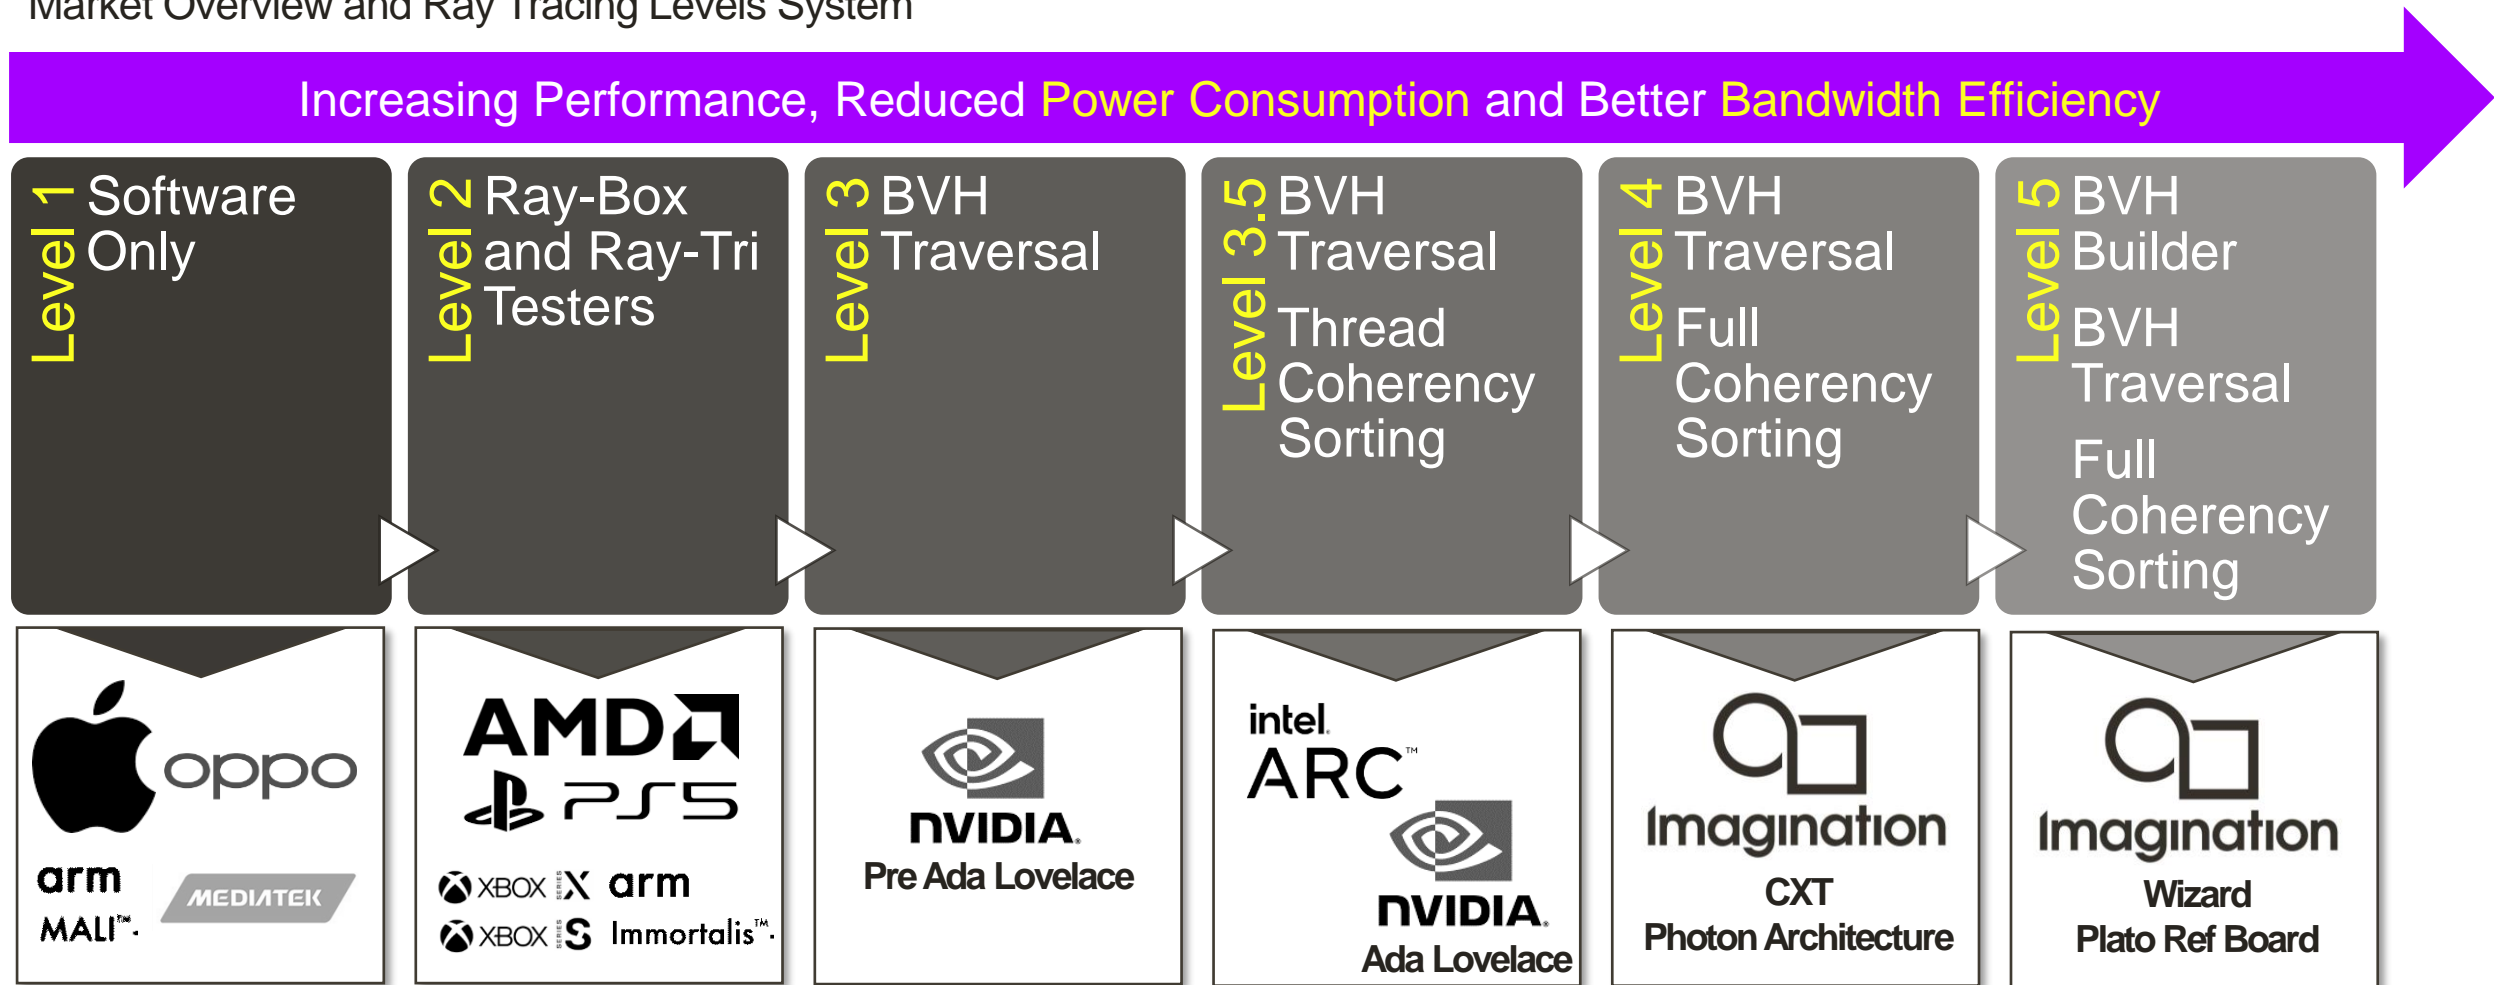 Market Overview and Ray Tracing Levels System
Increasing Performance, Reduced Power Consumption and Better Bandwidth Efficiency
Level 1
Software
Only
Level 2
Ray-Box
and Ray-Tri
Testers
Level 3
BVH
Traversal
Level 3.5
BVH
Traversal
Thread
Coherency
Sorting
Level 4
BVH
Traversal
Full
Coherency
Sorting
Level 5
BVH
Builder
BVH
Traversal
Full
Coherency
Sorting
oppo
arm
MALI™
MEDIATEK
AMD
PS5
XBOX SERIES X
XBOX SERIES S
arm
Immortalis™
NVIDIA®
Pre Ada Lovelace
intel.
ARC™
NVIDIA®
Ada Lovelace
Imagination
CXT
Photon Architecture
Imagination
Wizard
Plato Ref Board